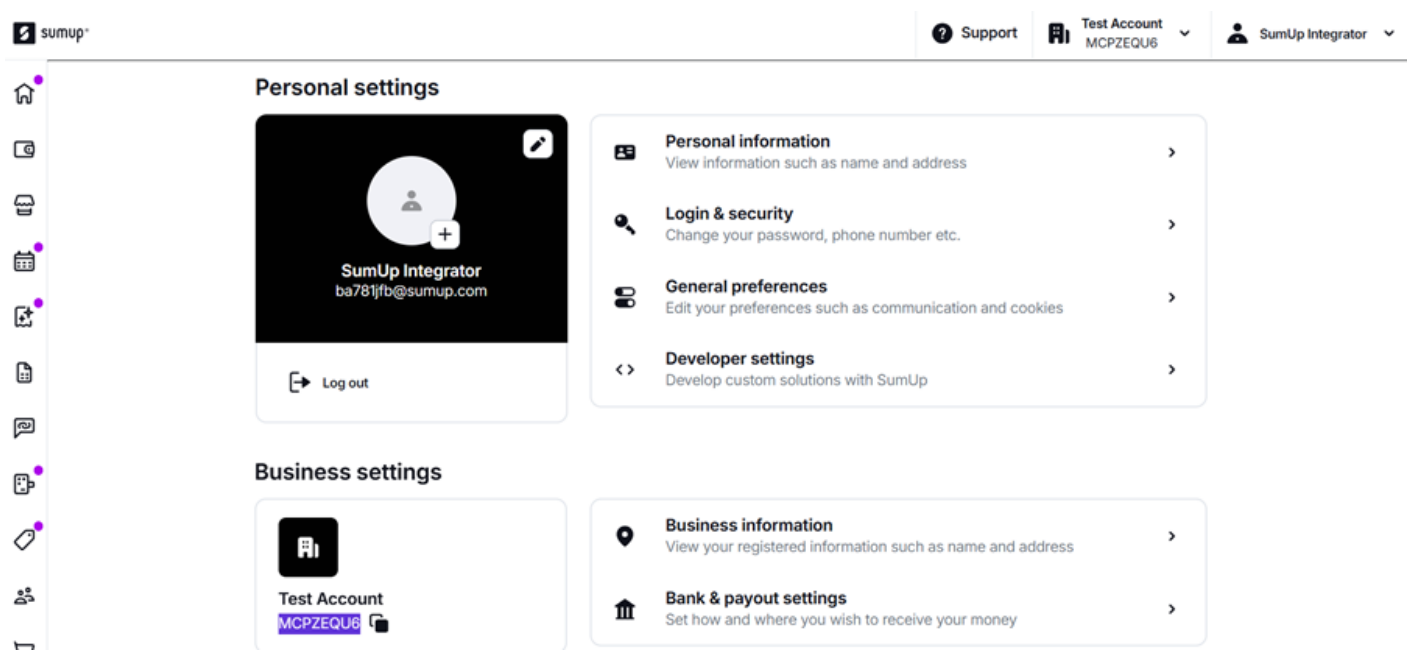 sumup®
Support
Test Account
MCPZEQU6
SumUp Integrator
Personal settings
SumUp Integrator
ba781jfb@sumup.com
Log out
Personal information
View information such as name and address
Login & security
Change your password, phone number etc.
General preferences
Edit your preferences such as communication and cookies
Developer settings
Develop custom solutions with SumUp
Business settings
Test Account
MCPZEQU6
Business information
View your registered information such as name and address
Bank & payout settings
Set how and where you wish to receive your money